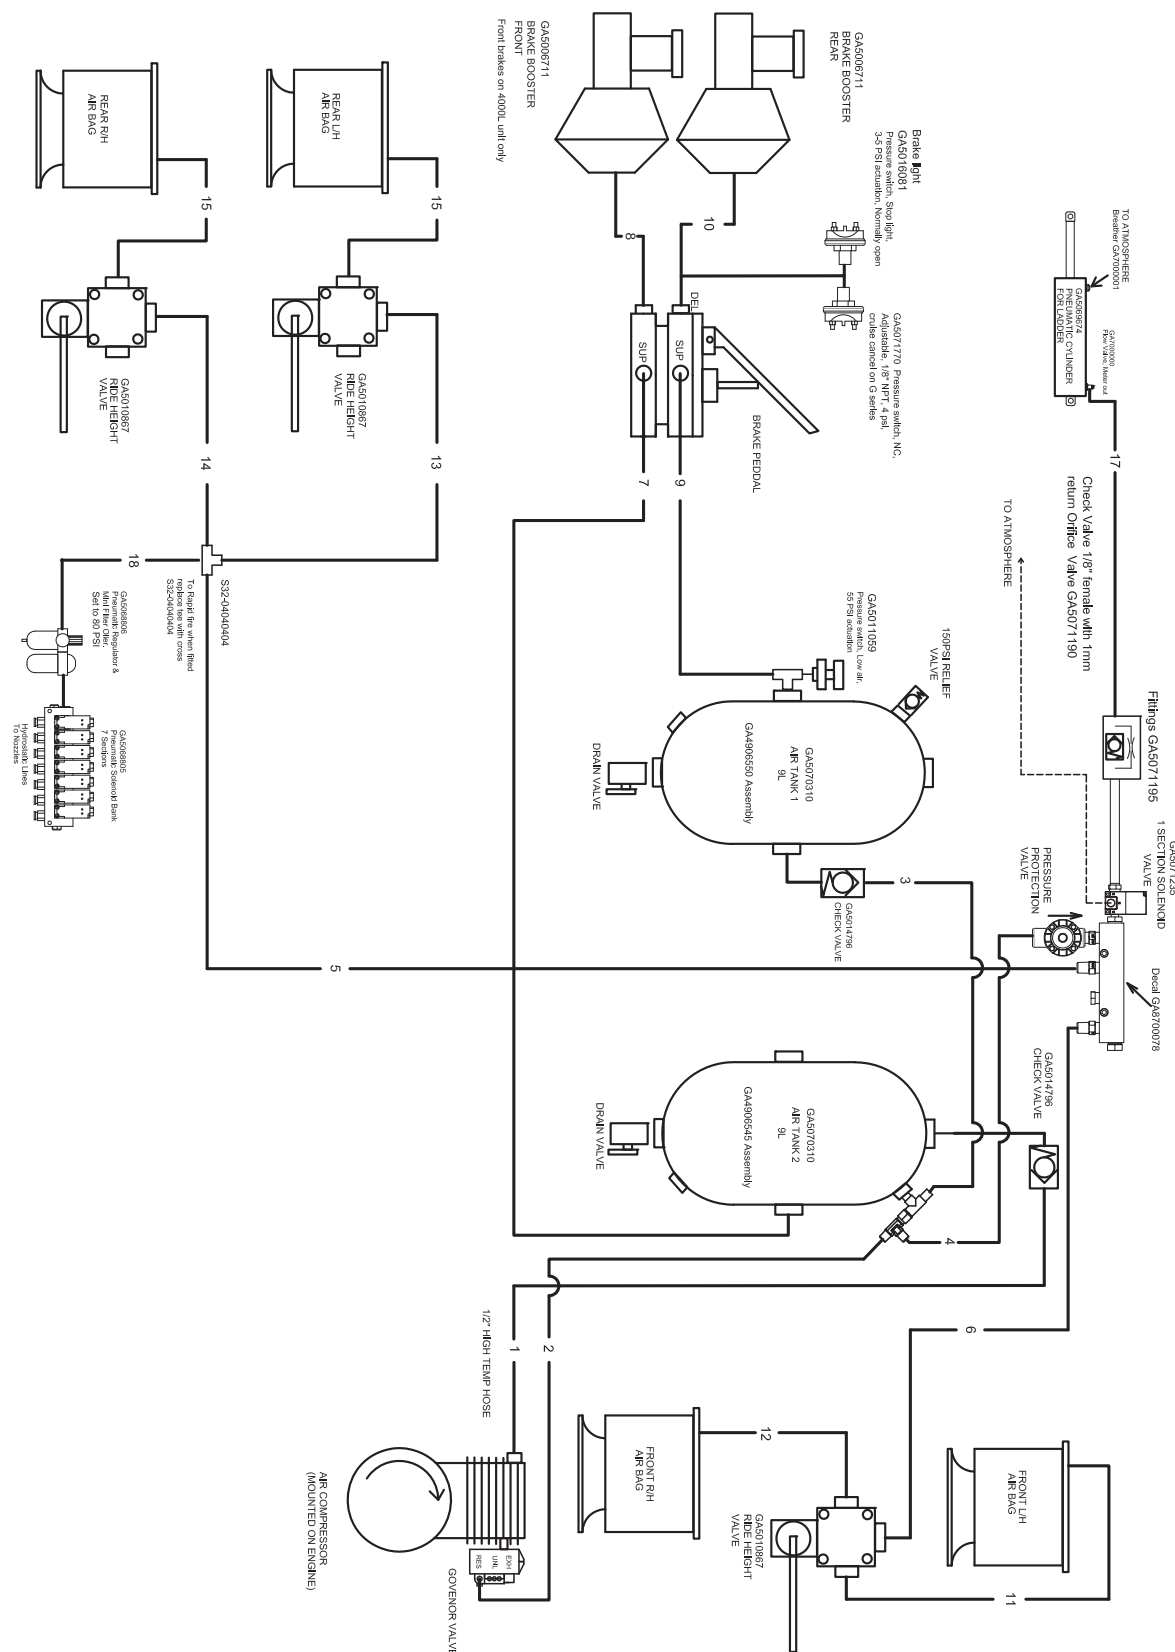 GA5006711
BRAKE BOOSTER
FRONT
Front brakes on 4000L unit only
GA5006711
BRAKE BOOSTER
REAR
Brake light
GA5016081
Pressure switch, Stop light,
3-5 PSI actuation, Normally open
TO ATMOSPHERE
Breather GA7000001
GA5069674
PNEUMATIC CYLINDER
FOR LADDER
GA7000000
Flow Valve, Meter out
REAR R/H
AIR BAG
REAR L/H
AIR BAG
15
15
8
10
DEL
SUP
SUP
GA5071770 Pressure switch, NC,
Adjustable, 1/8" NPT, 4 psi,
cruise cancel on G series
BRAKE PEDDAL
GA5010867
RIDE HEIGHT
VALVE
GA5010867
RIDE HEIGHT
VALVE
14
13
7
9
17
Check Valve 1/8" female with 1mm
return Orifice Valve GA5071190
TO ATMOSPHERE
18
S32-04040404
To Rapid fire when fitted
replace tee with cross
S32-04040404
GA5068806
Pneumatic Regulator &
Mini Filter Oiler.
Set to 80 PSI
GA5068805
Pneumatic Solenoid Bank
7 Sections
Hydrostatic Lines
To Nozzles
GA5011059
Pressure switch, Low air,
55 PSI actuation
150PSI RELIEF
VALVE
GA5070310
AIR TANK 1
9L
GA4906550 Assembly
DRAIN VALVE
Fittings GA5071195
GA5071235
1 SECTION SOLENOID
VALVE
PRESSURE
PROTECTION
VALVE
Decal GA8700078
3
GA5014796
CHECK VALVE
5
GA5014796
CHECK VALVE
GA5070310
AIR TANK 2
9L
GA4906545 Assembly
DRAIN VALVE
4
6
1/2" HIGH TEMP HOSE
1
2
12
FRONT R/H
AIR BAG
FRONT L/H
AIR BAG
AIR COMPRESSOR
(MOUNTED ON ENGINE)
EXH
UNL
RES
GOVENOR VALVE
GA5010867
RIDE HEIGHT
VALVE
11